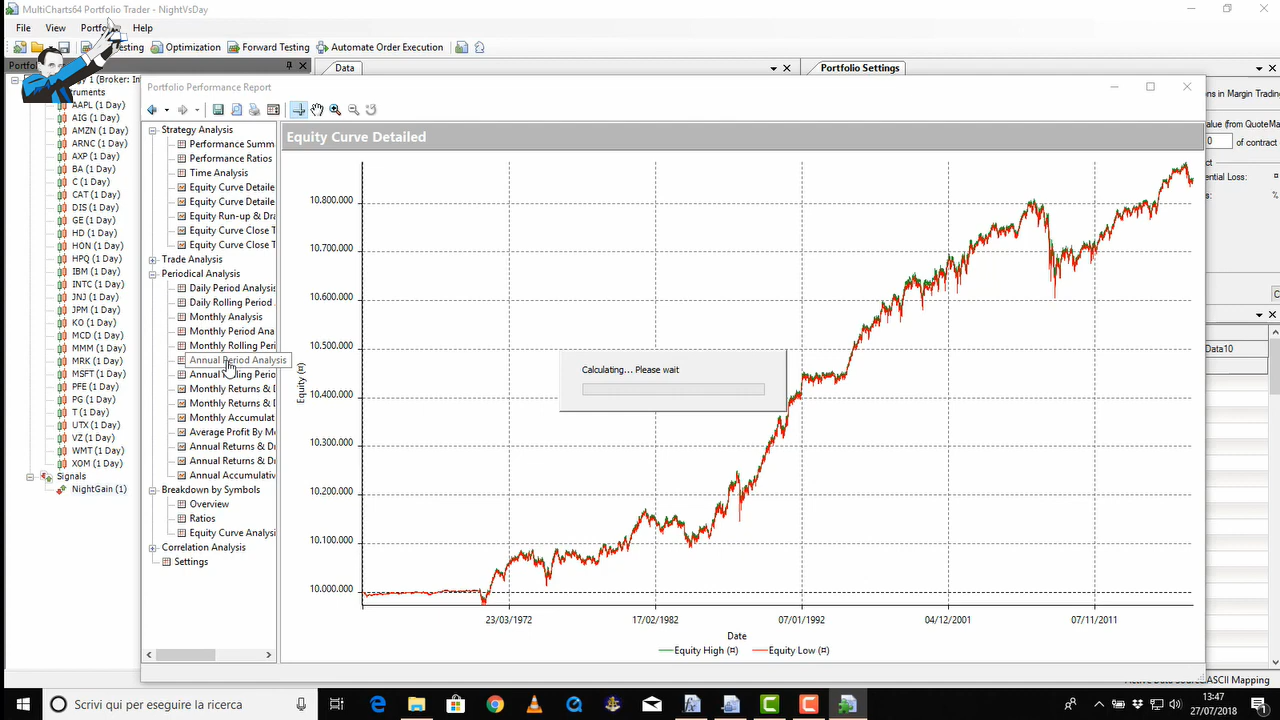 MultiCharts64 Portfolio Trader - NightVsDay
File View Portfo Help
Testing Optimization Forward Testing Automate Order Execution
Data
Portfolio Settings
Portfolio Performance Report
1 (Broker: In
AAPL (1 Day)
AIG (1 Day)
AMZN (1 Day)
ARNC (1 Day)
AXP (1 Day)
BA (1 Day)
C (1 Day)
CAT (1 Day)
DIS (1 Day)
GE (1 Day)
HD (1 Day)
HON (1 Day)
HPQ (1 Day)
IBM (1 Day)
INTC (1 Day)
JNJ (1 Day)
JPM (1 Day)
KO (1 Day)
MCD (1 Day)
MMM (1 Day)
MRK (1 Day)
MSFT (1 Day)
PFE (1 Day)
PG (1 Day)
T (1 Day)
UTX (1 Day)
VZ (1 Day)
WMT (1 Day)
XOM (1 Day)
Signals
NightGain (1)
Strategy Analysis
Performance Summ
Performance Ratios
Time Analysis
Equity Curve Detaile
Equity Curve Detaile
Equity Run-up & Dra
Equity Curve Close T
Equity Curve Close T
Trade Analysis
Periodical Analysis
Daily Period Analysis
Daily Rolling Period
Monthly Analysis
Monthly Period Ana
Monthly Rolling Peri
Annual Period Analysis
Annual Rolling Perio
Monthly Returns & D
Monthly Returns & D
Monthly Accumulat
Average Profit By Mo
Annual Returns & Dr
Annual Returns & Dr
Annual Accumulativ
Breakdown by Symbols
Overview
Ratios
Equity Curve Analysi
Correlation Analysis
Settings
Equity Curve Detailed
10.800.000
10.700.000
10.600.000
10.500.000
10.400.000
10.300.000
10.200.000
10.100.000
10.000.000
Equity (¤)
Calculating... Please wait
23/03/1972 17/02/1982 07/01/1992 04/12/2001 07/11/2011
Date
Equity High (¤) Equity Low (¤)
ns in Margin Trading
Value (from QuoteMa
0 of contract
ential Loss: ¤
s: %
Data10
Active Data Source:ASCII Mapping
Scrivi qui per eseguire la ricerca
13:47
27/07/2018